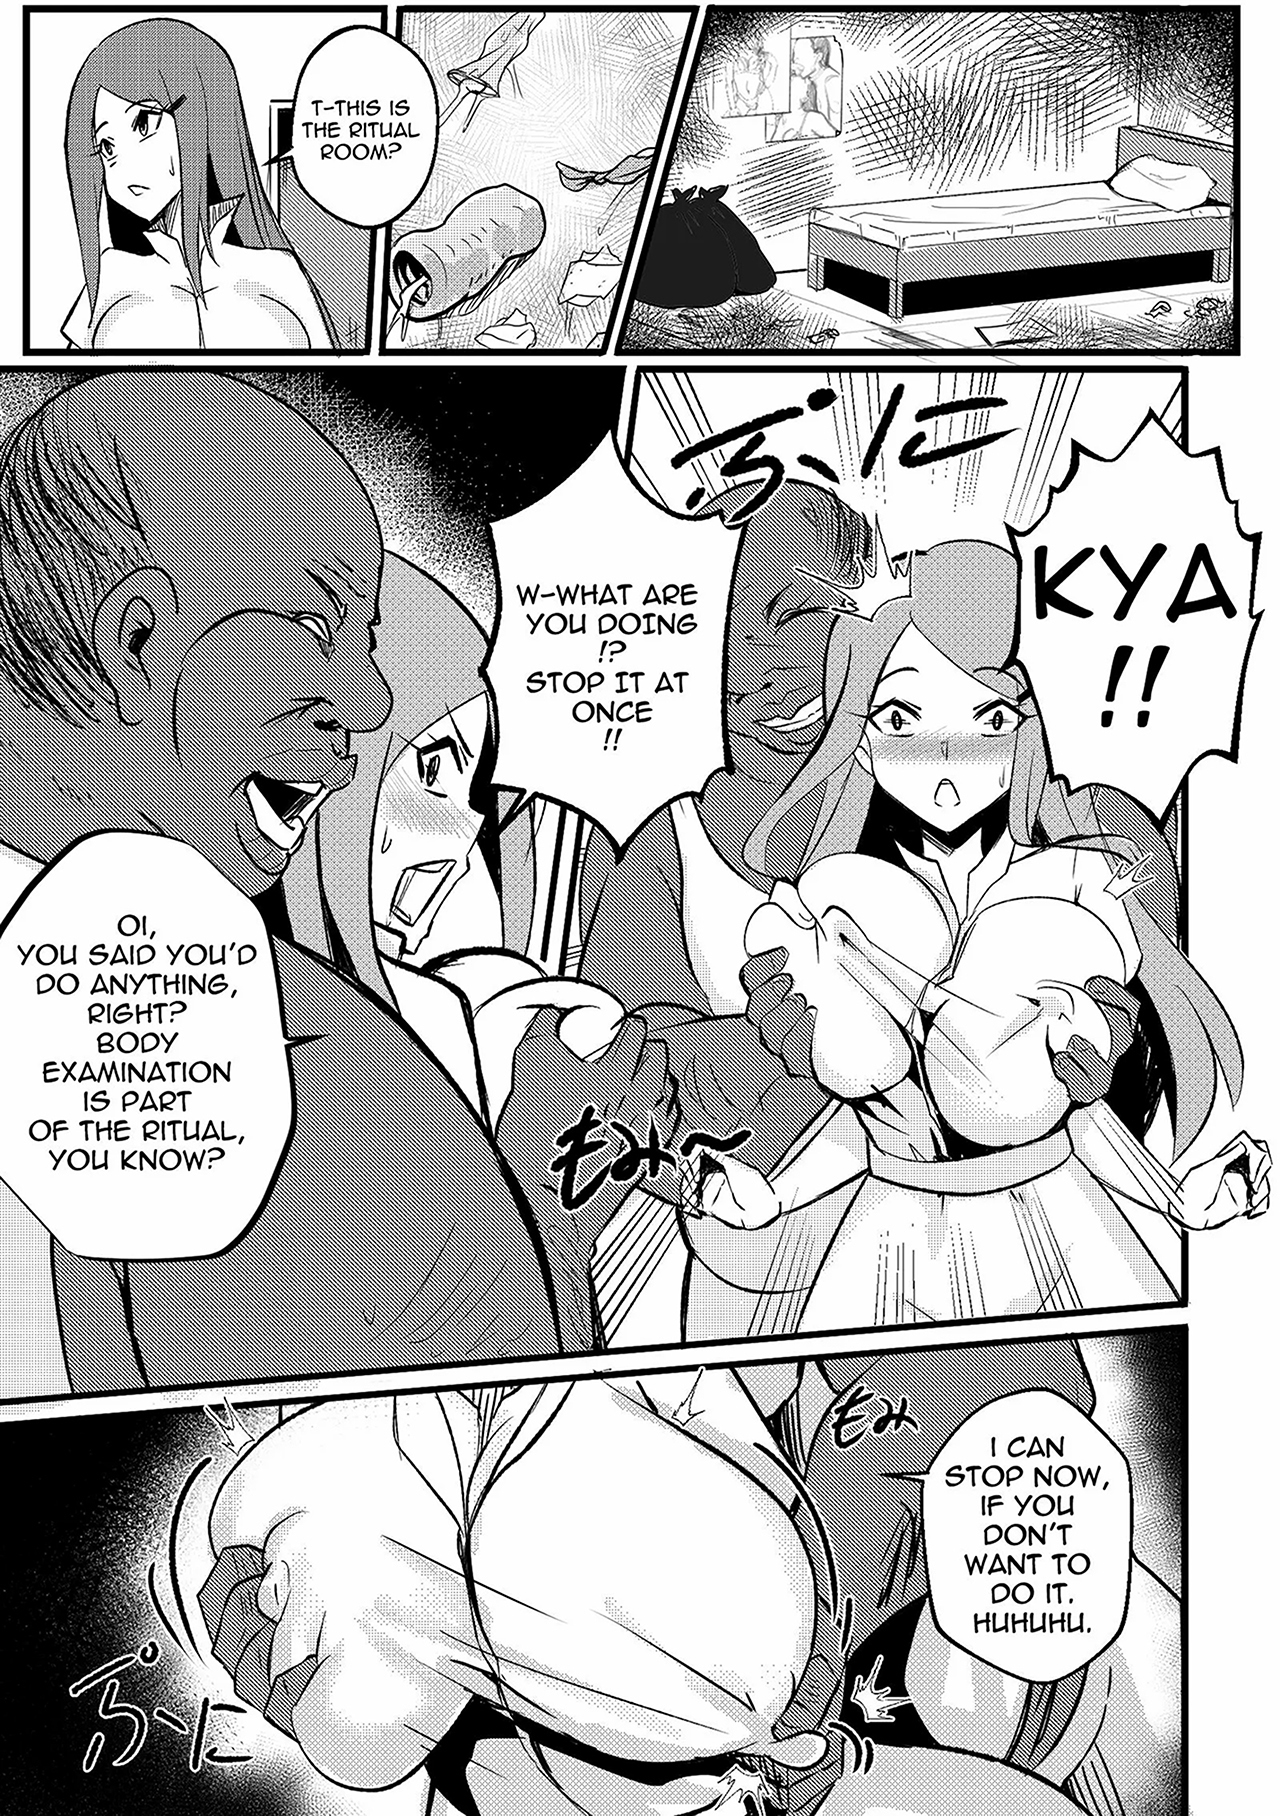 T-THIS IS
THE RITUAL
ROOM?
ぷにに
KYA
!!
W-WHAT ARE
YOU DOING
!?
STOP IT AT
ONCE
!!
OI,
YOU SAID YOU'D
DO ANYTHING,
RIGHT?
BODY
EXAMINATION
IS PART
OF THE RITUAL,
YOU KNOW?
もみ〜
もみ
I CAN
STOP NOW,
IF YOU
DON'T
WANT TO
DO IT.
HUHUHU.
ぷに